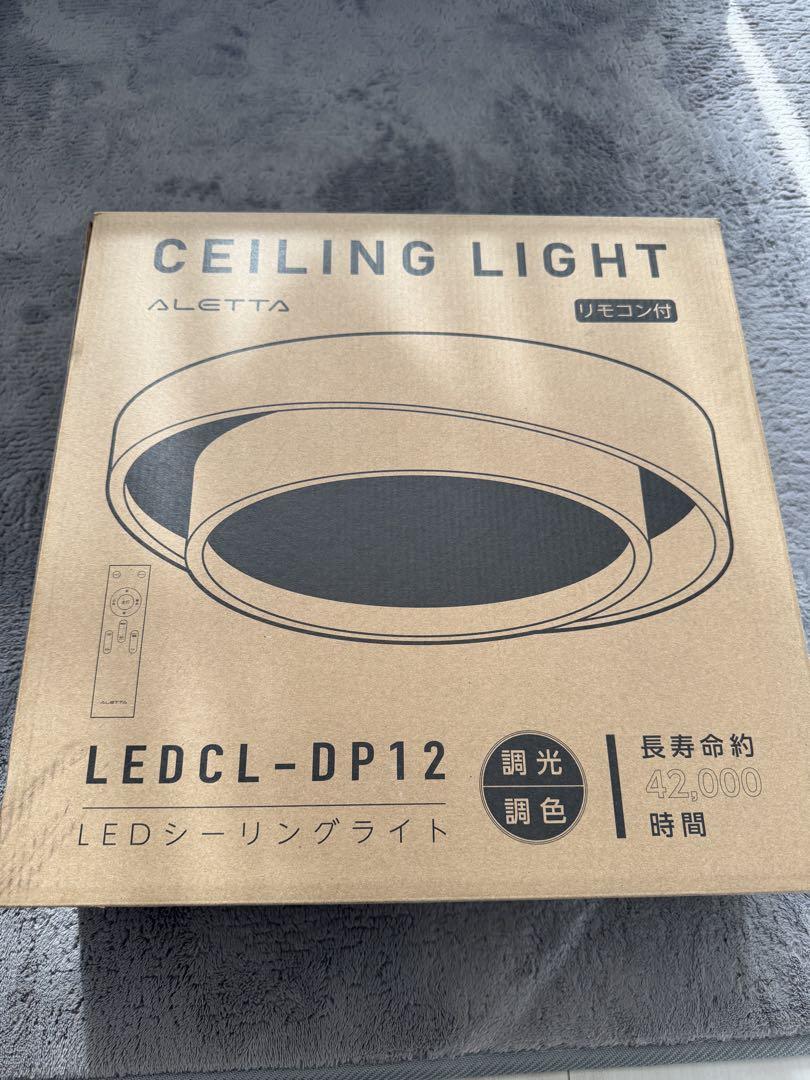 CEILING LIGHT
ALETTA
リモコン付
ALETTA
LEDCL-DP12
LEDシーリングライト
調光
調色
長寿命約
42,000
時間